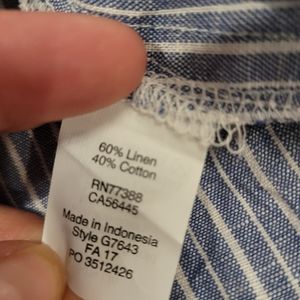 60% Linen
40% Cotton
RN77388
CA56445
Made in Indonesia
Style G7643
FA 17
PO 3512426